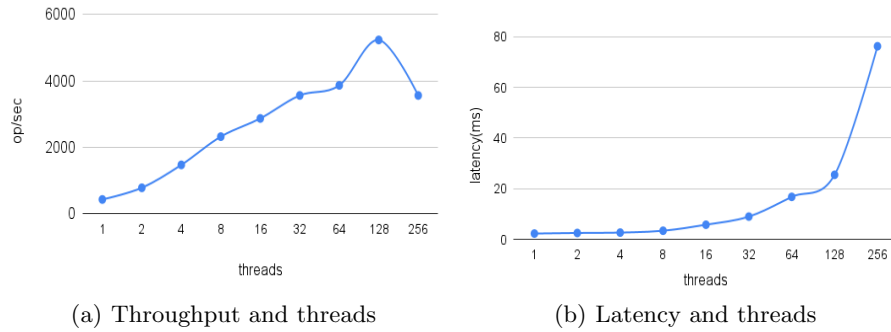 6000
4000
2000
0
op/sec
1 2 4 8 16 32 64 128 256
threads
(a) Throughput and threads
80
60
40
20
0
latency(ms)
1 2 4 8 16 32 64 128 256
threads
(b) Latency and threads